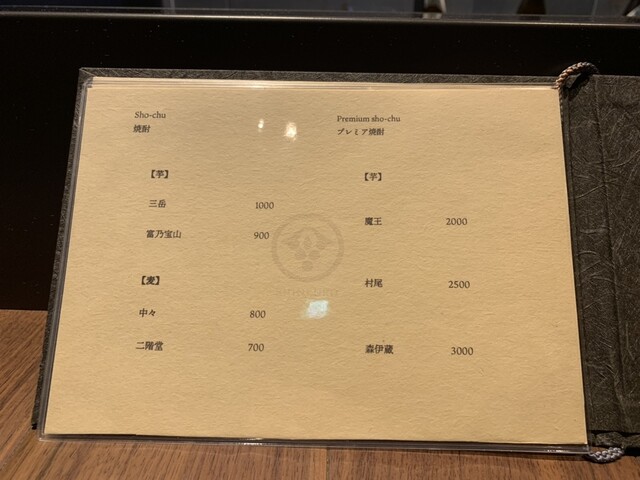 Sho-chu
焼酎
【芋】
三岳 1000
富乃宝山 900
【麦】
中々 800
二階堂 700
Premium sho-chu
プレミア焼酎
【芋】
魔王 2000
村尾 2500
森伊蔵 3000